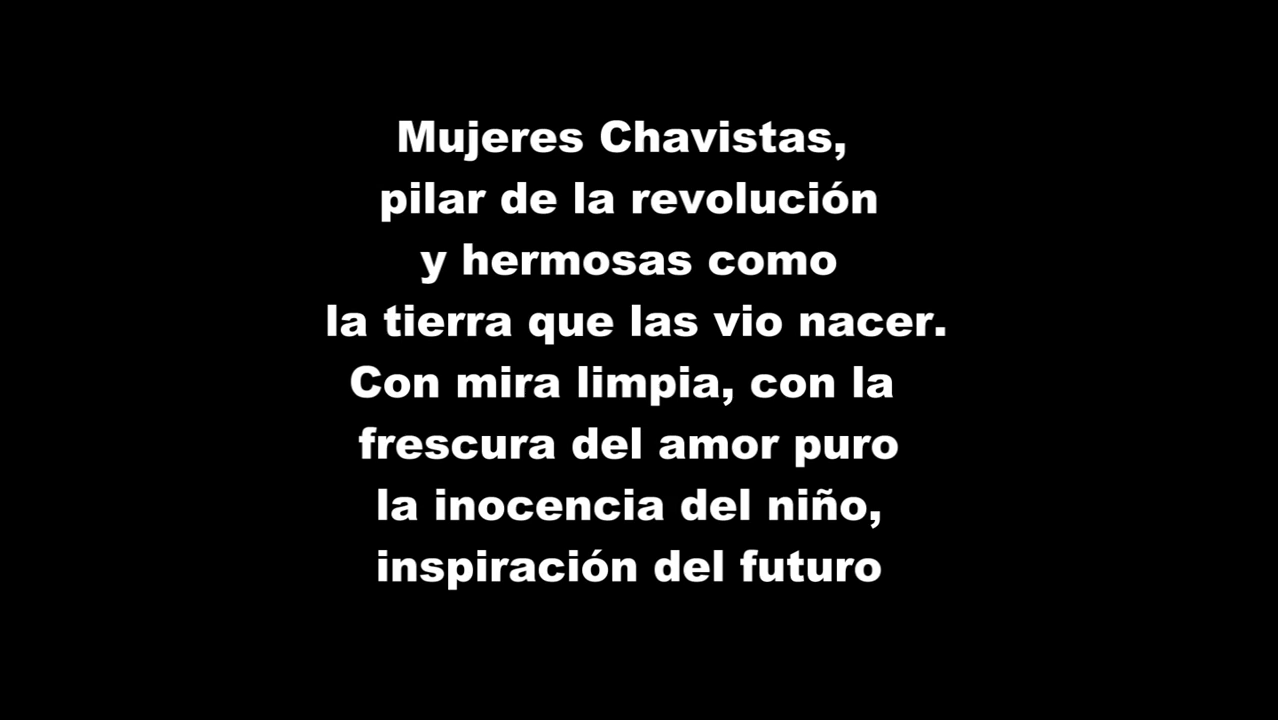 Mujeres Chavistas,
pilar de la revolución
y hermosas como
la tierra que las vio nacer.
Con mira limpia, con la
frescura del amor puro
la inocencia del niño,
inspiración del futuro